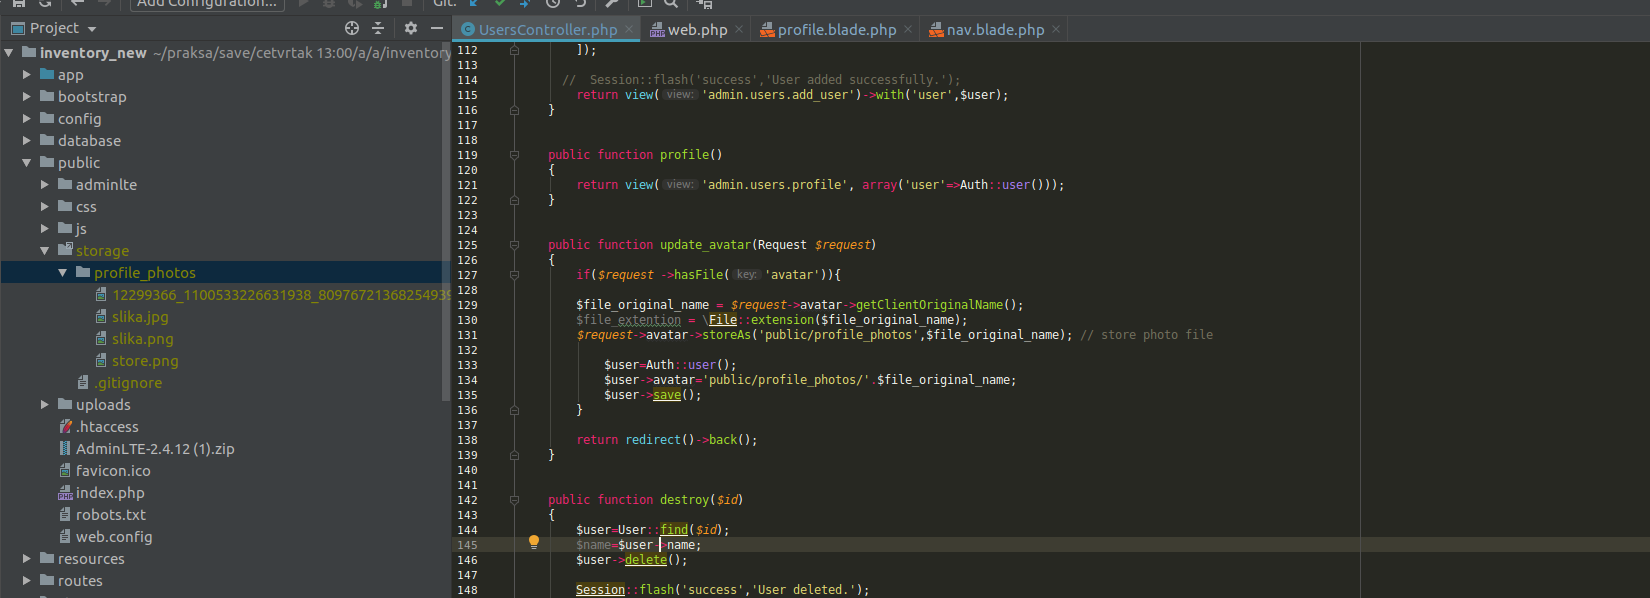 Add Configuration...
Git:
Project
UsersController.php
web.php
profile.blade.php
nav.blade.php
inventory_new ~/praksa/save/cetvrtak 13:00/a/a/inventory
app
bootstrap
config
database
public
adminlte
css
js
storage
profile_photos
12299366_1100533226631938_8097672136825493
slika.jpg
slika.png
store.png
.gitignore
uploads
.htaccess
AdminLTE-2.4.12 (1).zip
favicon.ico
index.php
robots.txt
web.config
resources
routes
112 ]);
113
114 // Session::flash('success','User added successfully.');
115 return view( view: 'admin.users.add_user')->with('user',$user);
116 }
117
118
119 public function profile()
120 {
121 return view( view: 'admin.users.profile', array('user'=>Auth::user()));
122 }
123
124
125 public function update_avatar(Request $request)
126 {
127 if($request ->hasFile( key: 'avatar')){
128
129 $file_original_name = $request->avatar->getClientOriginalName();
130 $file_extention = \File::extension($file_original_name);
131 $request->avatar->storeAs('public/profile_photos',$file_original_name); // store photo file
132
133 $user=Auth::user();
134 $user->avatar='public/profile_photos/'.$file_original_name;
135 $user->save();
136 }
137
138 return redirect()->back();
139 }
140
141
142 public function destroy($id)
143 {
144 $user=User::find($id);
145 $name=$user->name;
146 $user->delete();
147
148 Session::flash('success','User deleted.');